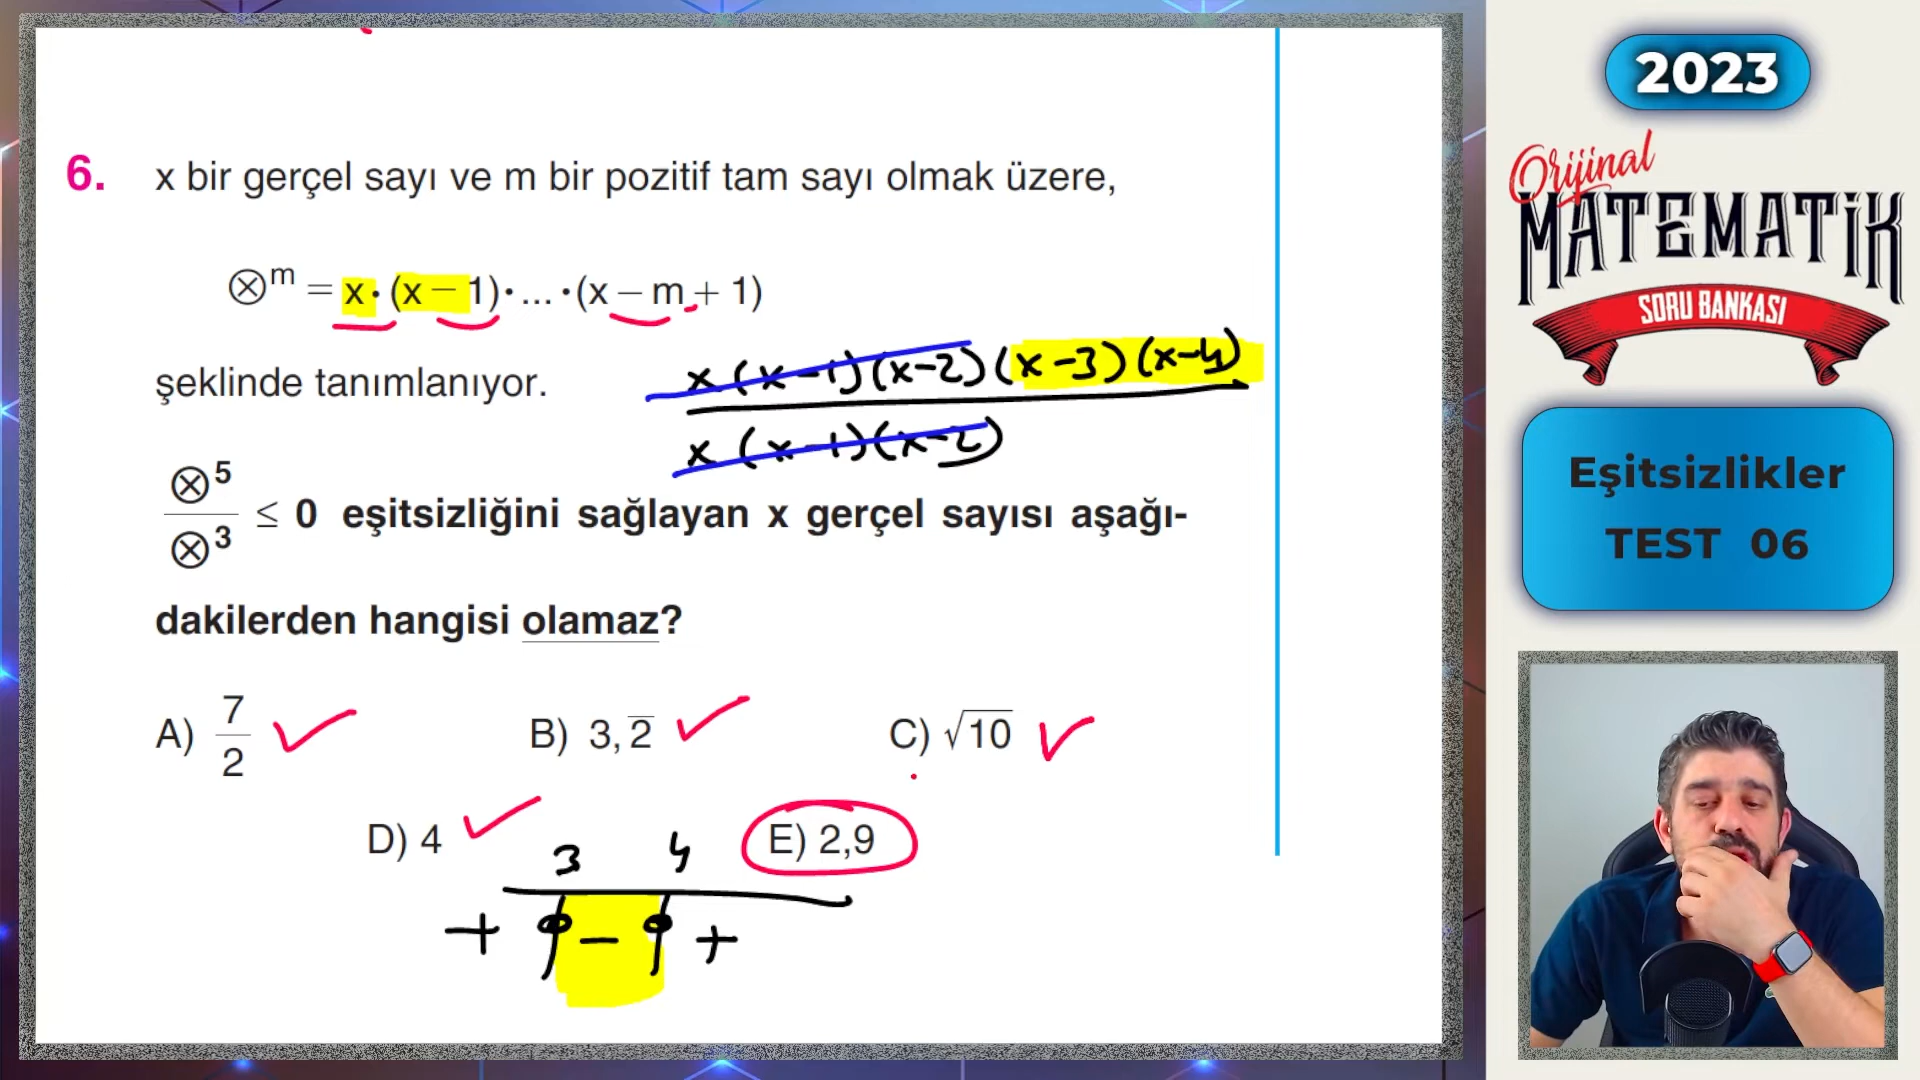 6. x bir gerçel sayı ve m bir pozitif tam sayı olmak üzere,
⊗^m = x·(x – 1)·...·(x – m + 1)
şeklinde tanımlanıyor.
x (x-1)(x-2)(x-3)(x-4)
x (x-1)(x-2)
⊗^5 / ⊗^3 ≤ 0 eşitsizliğini sağlayan x gerçel sayısı aşağı-
dakilerden hangisi olamaz?
A) 7/2 B) 3,2̅ C) √10
D) 4 E) 2,9
3 4
+ – +
2023
Orijinal
MATEMATİK
SORU BANKASI
Eşitsizlikler
TEST 06